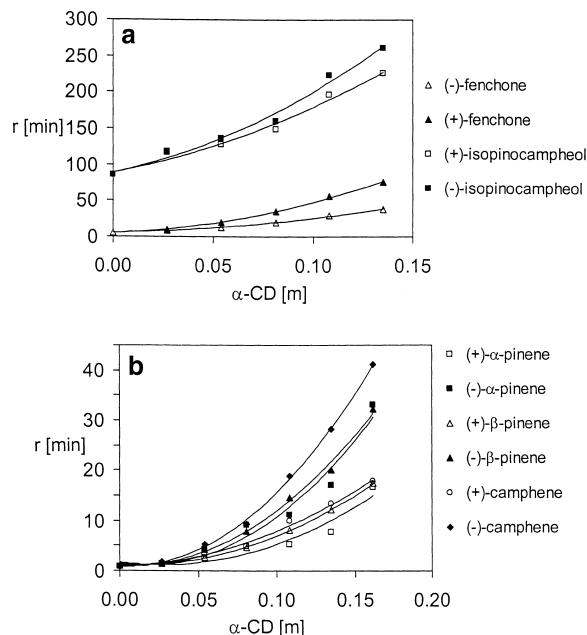 a
300
250
200
r [min] 150
100
50
0
0.00 0.05 0.10 0.15
α-CD [m]
(-)-fenchone
(+)-fenchone
(+)-isopinocampheol
(-)-isopinocampheol
b
40
30
r [min]
20
10
0
0.00 0.05 0.10 0.15 0.20
α-CD [m]
(+)-α-pinene
(-)-α-pinene
(+)-β-pinene
(-)-β-pinene
(+)-camphene
(-)-camphene